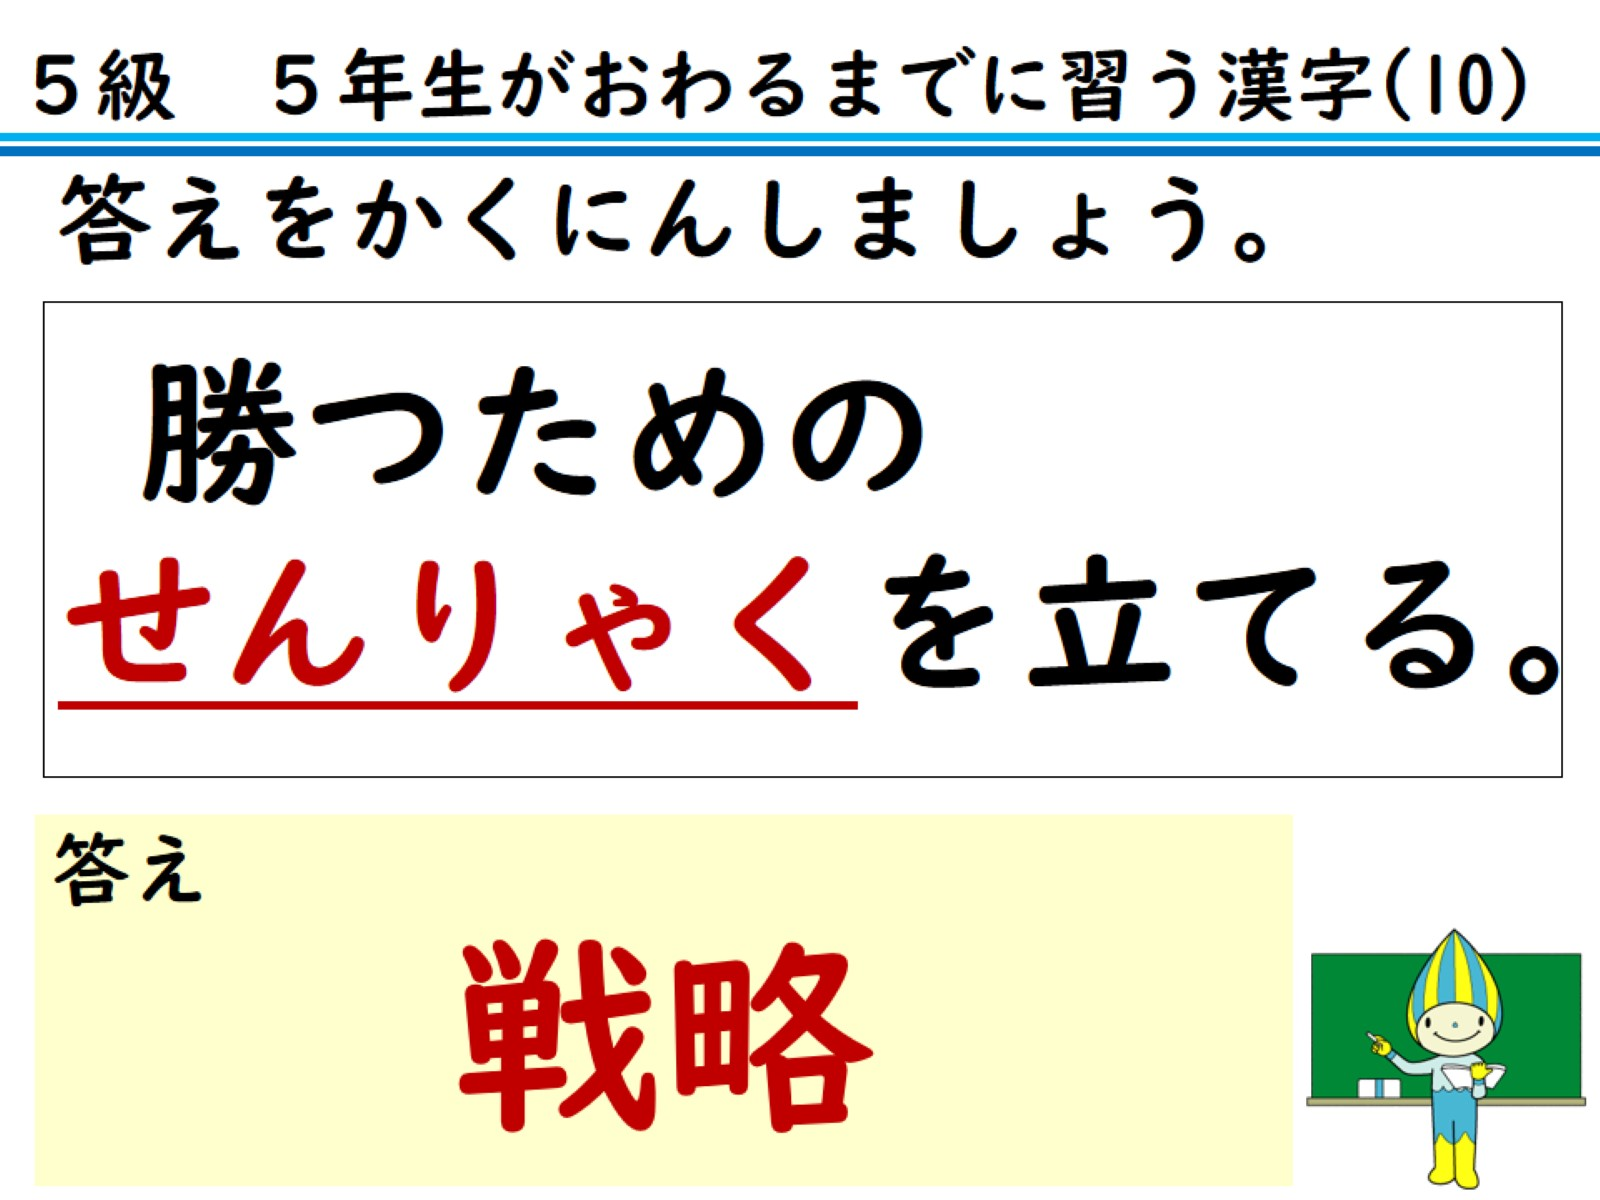 ５級　５年生がおわるまでに習う漢字(10)
答えをかくにんしましょう。
勝つための
せんりゃくを立てる。
答え
戦略